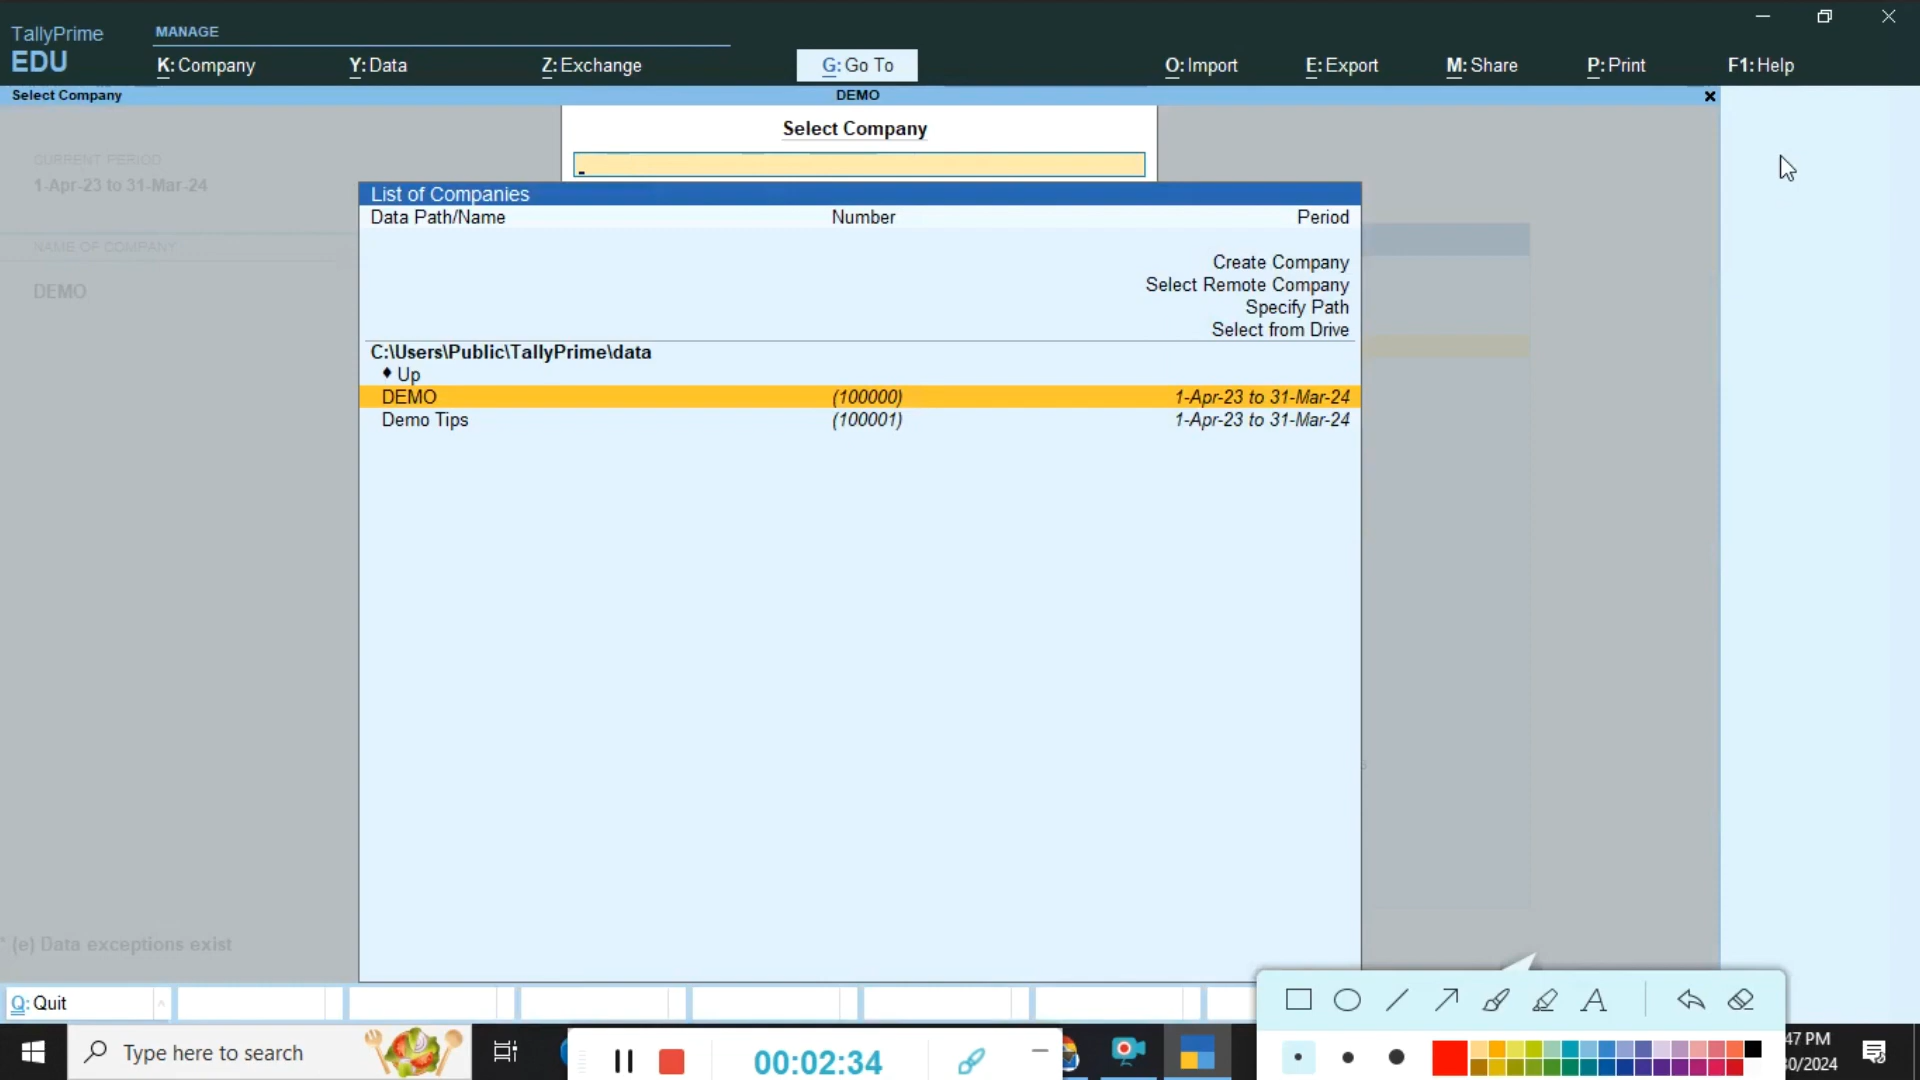 TallyPrime
EDU
MANAGE
K: Company
Y: Data
Z: Exchange
G: Go To
O: Import
E: Export
M: Share
P: Print
F1: Help
Select Company
DEMO
Select Company
CURRENT PERIOD
1-Apr-23 to 31-Mar-24
NAME OF COMPANY
DEMO
List of Companies
Data Path/Name Number Period
Create Company
Select Remote Company
Specify Path
Select from Drive
C:\Users\Public\TallyPrime\data
♦ Up
DEMO (100000) 1-Apr-23 to 31-Mar-24
Demo Tips (100001) 1-Apr-23 to 31-Mar-24
* (e) Data exceptions exist
Q: Quit
A
Type here to search
00:02:34
47 PM
0/2024